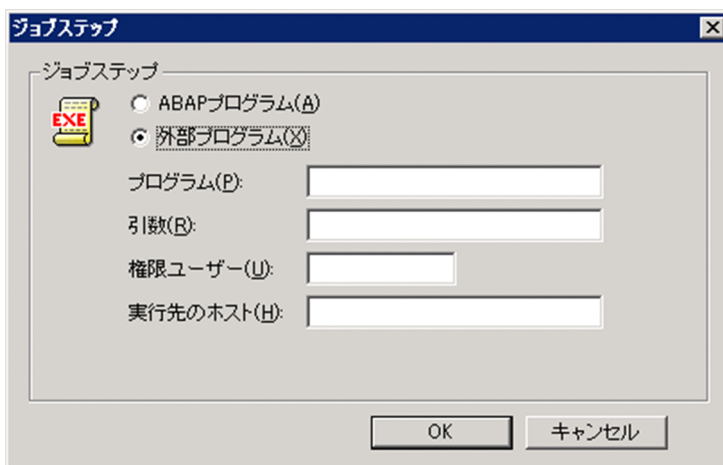 ジョブステップ
ジョブステップ
EXE
ABAPプログラム(A)
外部プログラム(X)
プログラム(P):
引数(R):
権限ユーザー(U):
実行先のホスト(H):
OK キャンセル